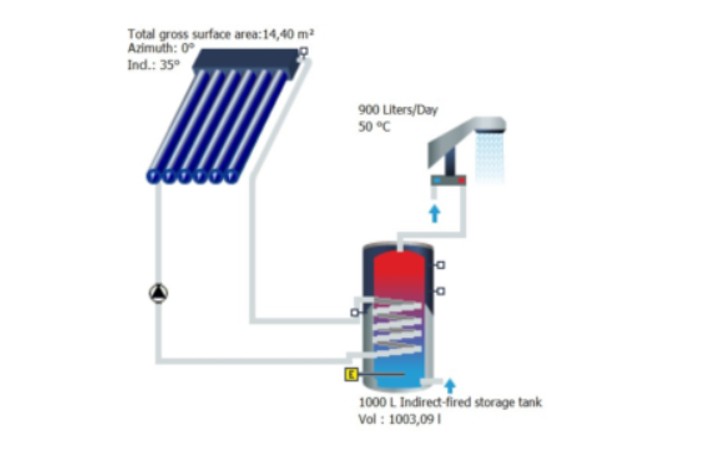 Total gross surface area:14,40 m²
Azimuth: 0°
Incl.: 35°
900 Liters/Day
50 °C
E
1000 L Indirect-fired storage tank
Vol : 1003,09 l